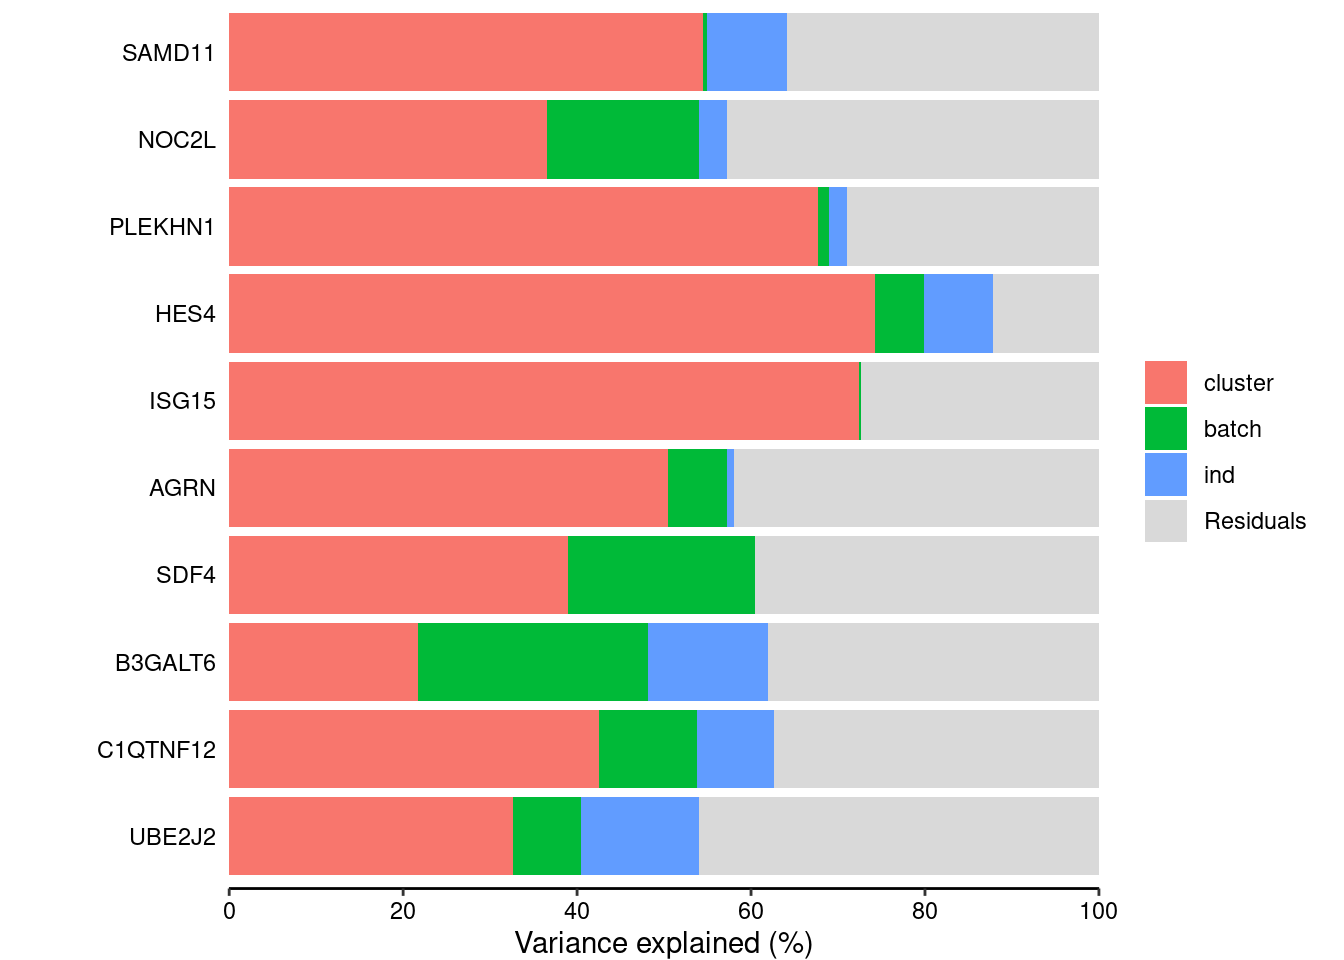 SAMD11
NOC2L
PLEKHN1
HES4
ISG15
AGRN
SDF4
B3GALT6
C1QTNF12
UBE2J2
0 20 40 60 80 100
Variance explained (%)
cluster
batch
ind
Residuals